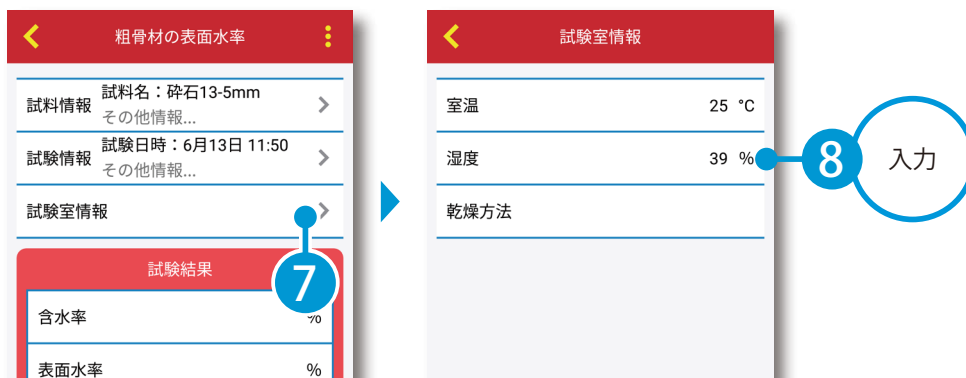 粗骨材の表面水率
試料情報 試料名：砕石13-5mm
その他情報...
試験情報 試験日時：6月13日 11:50
その他情報...
試験室情報
7
試験結果
含水率 %
表面水率 %
試験室情報
室温 25 °C
湿度 39 %
乾燥方法
8 入力